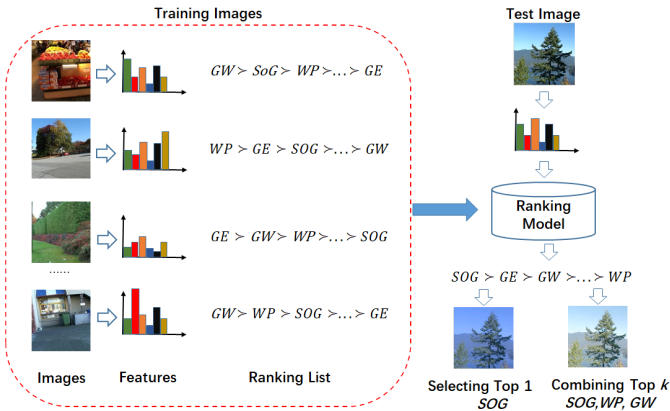 Training Images
Test Image
GW ≻ SoG ≻ WP ≻...≻ GE
WP ≻ GE ≻ SOG ≻...≻ GW
GE ≻ GW ≻ WP ≻...≻ SOG
......
GW ≻ WP ≻ SOG ≻...≻ GE
Images
Features
Ranking List
Ranking
Model
SOG ≻ GE ≻ GW ≻...≻ WP
Selecting Top 1
SOG
Combining Top k
SOG,WP, GW